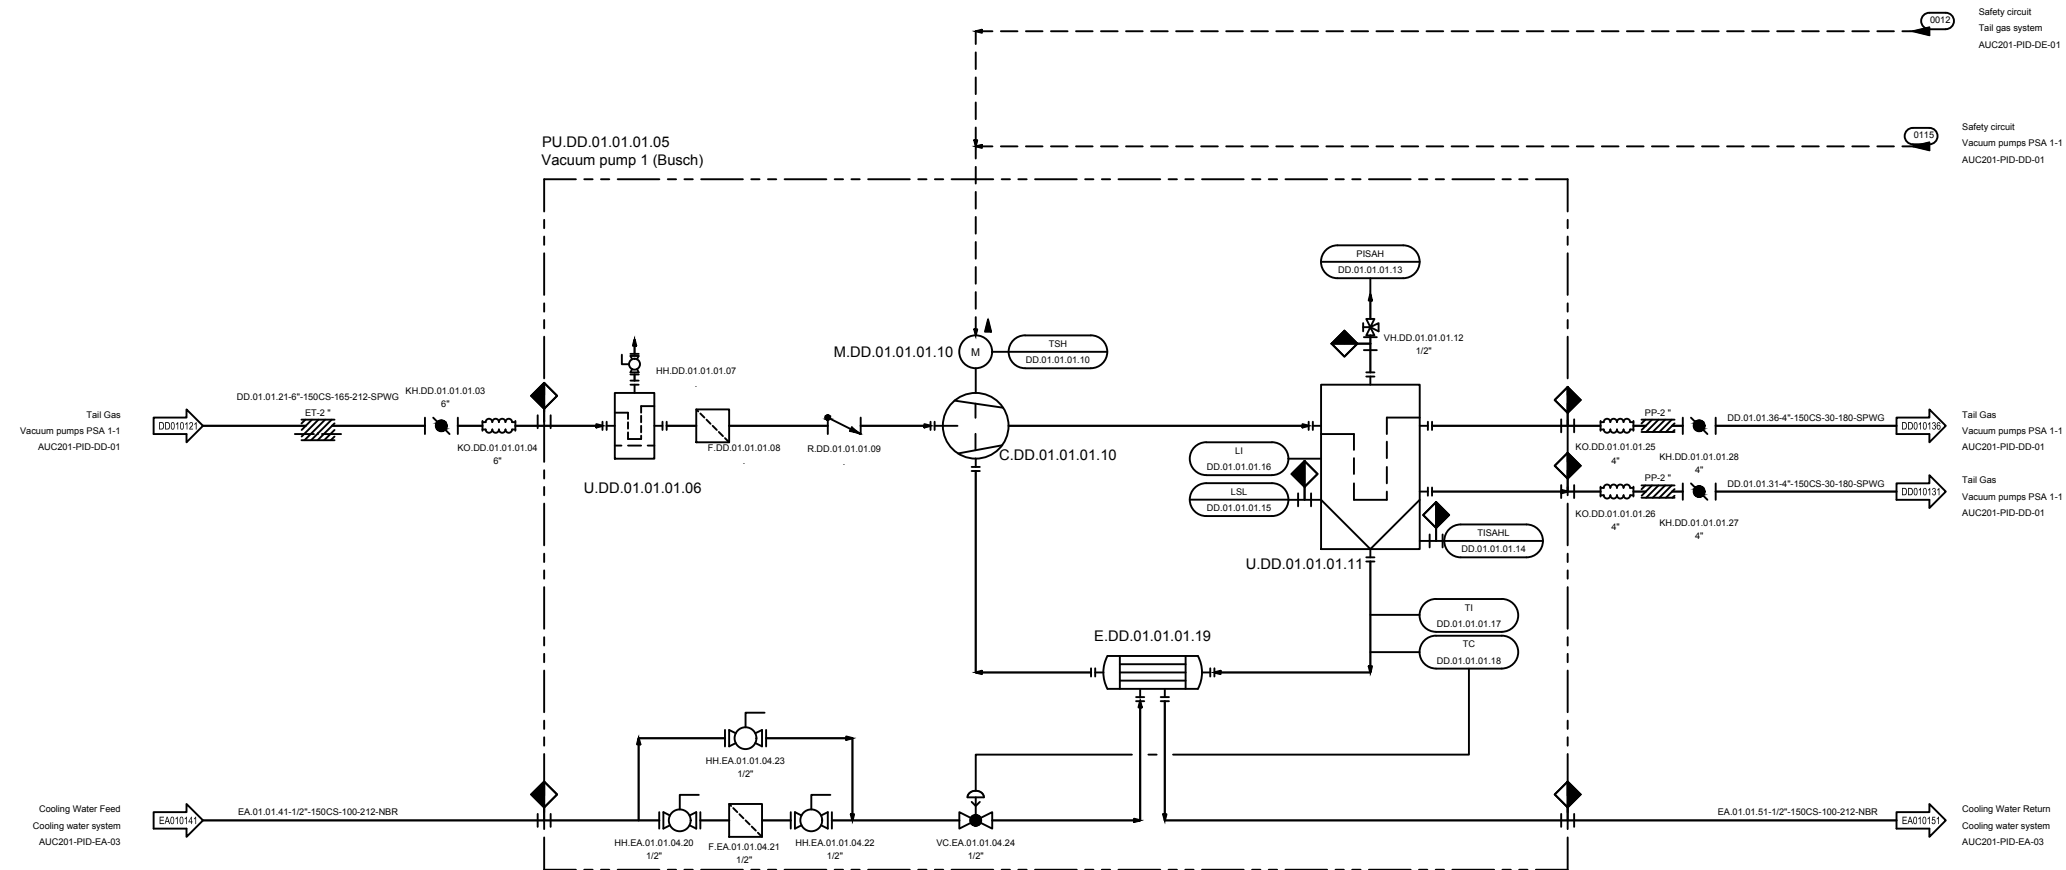 0012
Safety circuit
Tail gas system
AUC201-PID-DE-01
0115
Safety circuit
Vacuum pumps PSA 1-1
AUC201-PID-DD-01
PU.DD.01.01.01.05
Vacuum pump 1 (Busch)
PISAH
DD.01.01.01.13
VH.DD.01.01.01.12
1/2"
M.DD.01.01.01.10
M
TSH
DD.01.01.01.10
HH.DD.01.01.01.07
.
Tail Gas
Vacuum pumps PSA 1-1
AUC201-PID-DD-01
DD010121
DD.01.01.21-6"-150CS-165-212-SPWG
ET-2 "
KH.DD.01.01.01.03
6"
KO.DD.01.01.01.04
6"
U.DD.01.01.01.06
F.DD.01.01.01.08
.
R.DD.01.01.01.09
.
C.DD.01.01.01.10
LI
DD.01.01.01.16
LSL
DD.01.01.01.15
TISAHL
DD.01.01.01.14
U.DD.01.01.01.11
PP-2 "
DD.01.01.36-4"-150CS-30-180-SPWG
DD010136
Tail Gas
Vacuum pumps PSA 1-1
AUC201-PID-DD-01
KO.DD.01.01.01.25
4"
KH.DD.01.01.01.28
4"
PP-2 "
DD.01.01.31-4"-150CS-30-180-SPWG
DD010131
Tail Gas
Vacuum pumps PSA 1-1
AUC201-PID-DD-01
KO.DD.01.01.01.26
4"
KH.DD.01.01.01.27
4"
TI
DD.01.01.01.17
TC
DD.01.01.01.18
E.DD.01.01.01.19
HH.EA.01.01.04.23
1/2"
Cooling Water Feed
Cooling water system
AUC201-PID-EA-03
EA010141
EA.01.01.41-1/2"-150CS-100-212-NBR
HH.EA.01.01.04.20
1/2"
F.EA.01.01.04.21
1/2"
HH.EA.01.01.04.22
1/2"
VC.EA.01.01.04.24
1/2"
EA.01.01.51-1/2"-150CS-100-212-NBR
EA010151
Cooling Water Return
Cooling water system
AUC201-PID-EA-03